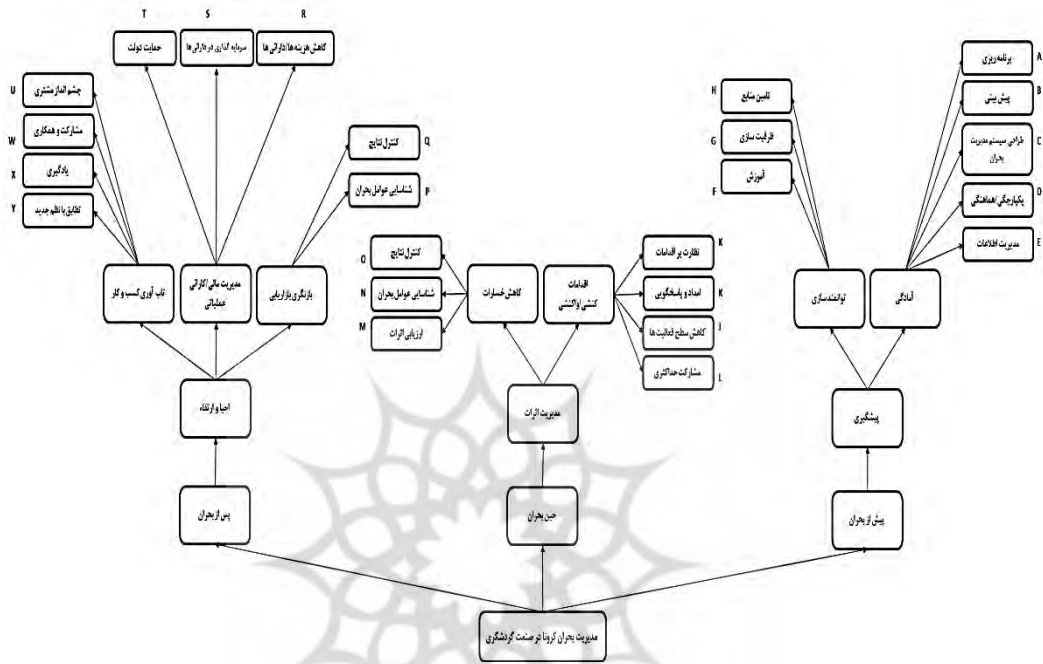 T
S
R
حمایت دولت
سرمایه گذاری در دارائی ها
کاهش هزینه ها/دارائی ها
A
برنامه ریزی
B
پیش بینی
C
طراحی سیستم مدیریت
بحران
D
یکپارچگی/هماهنگی
E
مدیریت اطلاعات
H
تامین منابع
G
ظرفیت سازی
F
آموزش
U
چشم انداز مشتری
W
مشارکت و همکاری
X
یادگیری
Y
تطابق با نظم جدید
کنترل نتایج
Q
شناسایی عوامل بحران
P
O
کنترل نتایج
N
شناسایی عوامل بحران
M
ارزیابی اثرات
K
نظارت بر اقدامات
K
امداد و پاسخگویی
J
کاهش سطح فعالیت ها
L
مشارکت حداکثری
آمادگی
توانمند سازی
اقدامات
کنشی/واکنشی
کاهش خسارات
بازنگری بازاریابی
مدیریت مالی/کارائی
عملیاتی
تاب آوری کسب و کار
پیشگیری
مدیریت اثرات
احیا و ارتقاء
پیش از بحران
حین بحران
پس از بحران
مدیریت بحران کرونا در صنعت گردشگری